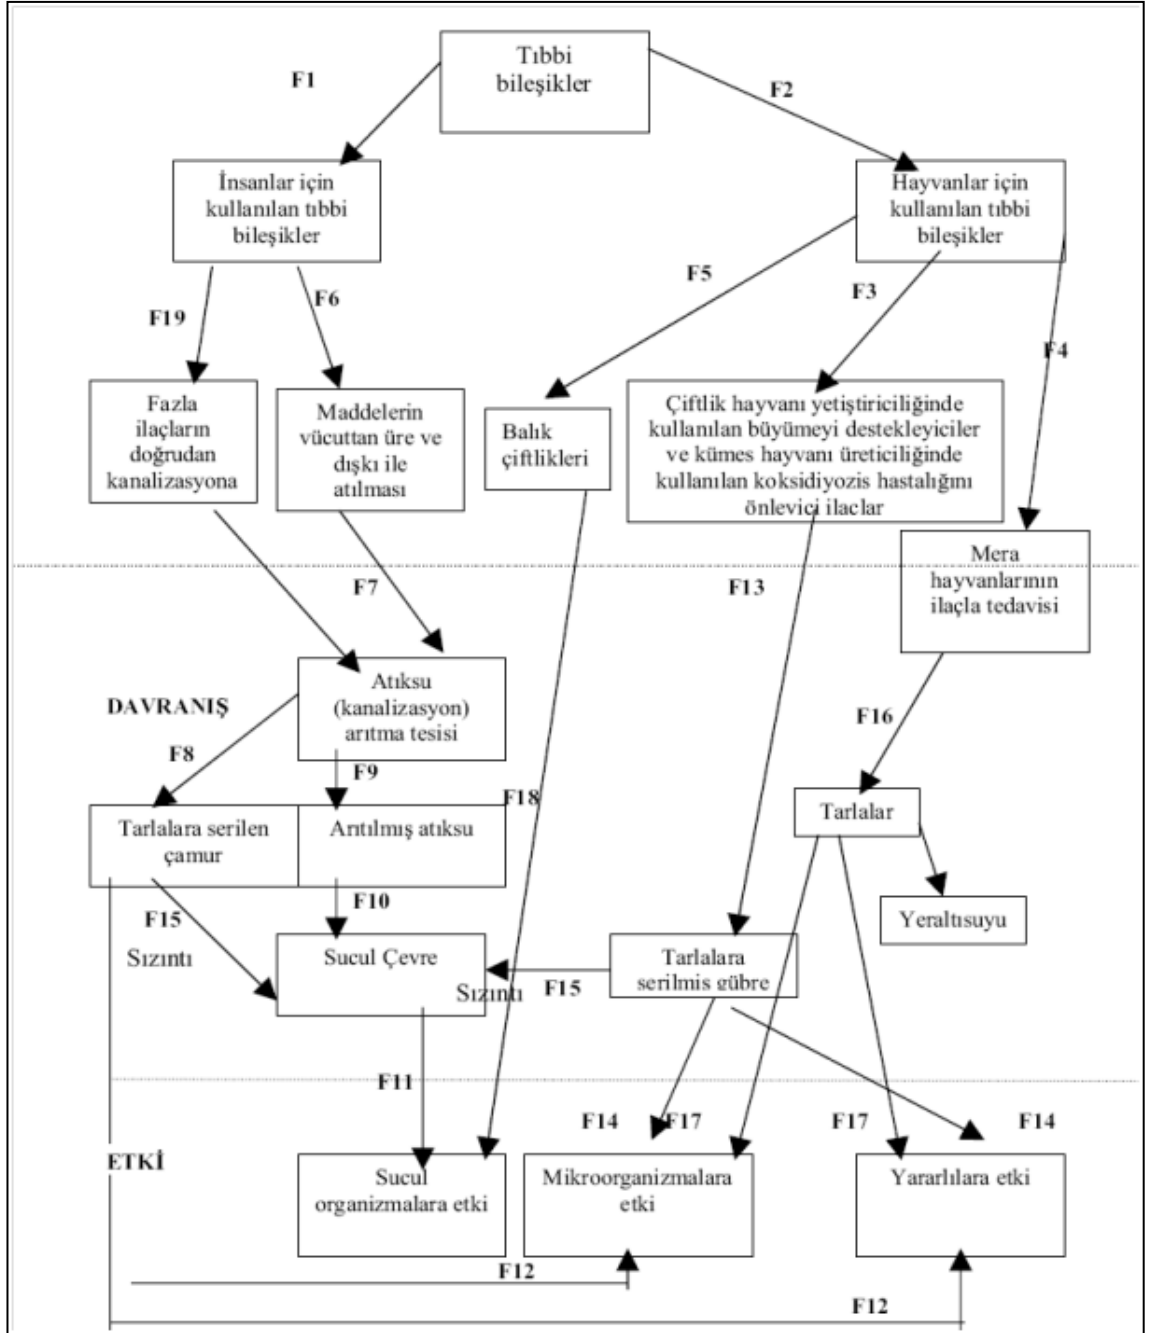 Tıbbi
bileşikler
F1
F2
İnsanlar için
kullanılan tıbbi
bileşikler
Hayvanlar için
kullanılan tıbbi
bileşikler
F19
F6
F5
F3
F4
Fazla
ilaçların
doğrudan
kanalizasyona
Maddelerin
vücuttan üre ve
dışkı ile
atılması
Balık
çiftlikleri
Çiftlik hayvanı yetiştiriciliğinde
kullanılan büyümeyi destekleyiciler
ve kümes hayvanı üreticiliğinde
kullanılan koksidiyozis hastalığını
önleyici ilaçlar
Mera
hayvanlarının
ilaçla tedavisi
F7
F13
Atıksu
(kanalizasyon)
arıtma tesisi
DAVRANIŞ
F8
F9
F18
F16
Tarlalara serilen
çamur
Arıtılmış atıksu
Tarlalar
F15
F10
Yeraltısuyu
Sızıntı
Sucul Çevre
Sızıntı
F15
Tarlalara
serilmiş gübre
F11
F14
F17
F17
F14
ETKİ
Sucul
organizmalara etki
Mikroorganizmalara
etki
Yararlılara etki
F12
F12